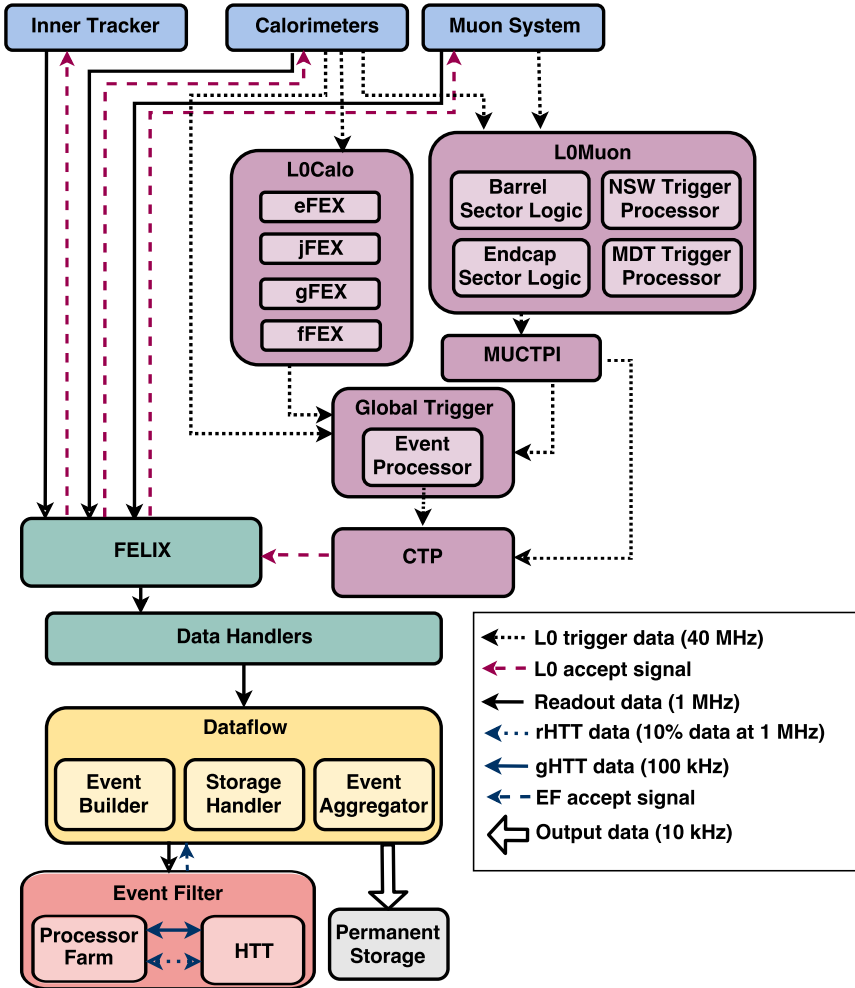 Inner Tracker
Calorimeters
Muon System
L0Calo
eFEX
jFEX
gFEX
fFEX
L0Muon
Barrel
Sector Logic
NSW Trigger
Processor
Endcap
Sector Logic
MDT Trigger
Processor
MUCTPI
Global Trigger
Event
Processor
FELIX
CTP
Data Handlers
Dataflow
Event
Builder
Storage
Handler
Event
Aggregator
Event Filter
Processor
Farm
HTT
Permanent
Storage
L0 trigger data (40 MHz)
L0 accept signal
Readout data (1 MHz)
rHTT data (10% data at 1 MHz)
gHTT data (100 kHz)
EF accept signal
Output data (10 kHz)